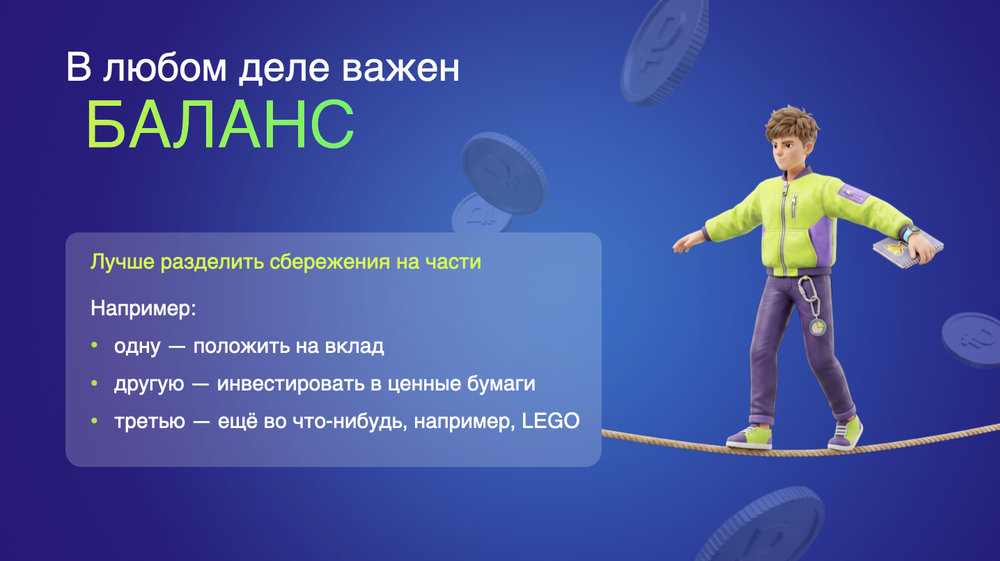 В любом деле важен
БАЛАНС
Лучше разделить сбережения на части
Например:
• одну — положить на вклад
• другую — инвестировать в ценные бумаги
• третью — ещё во что-нибудь, например, LEGO